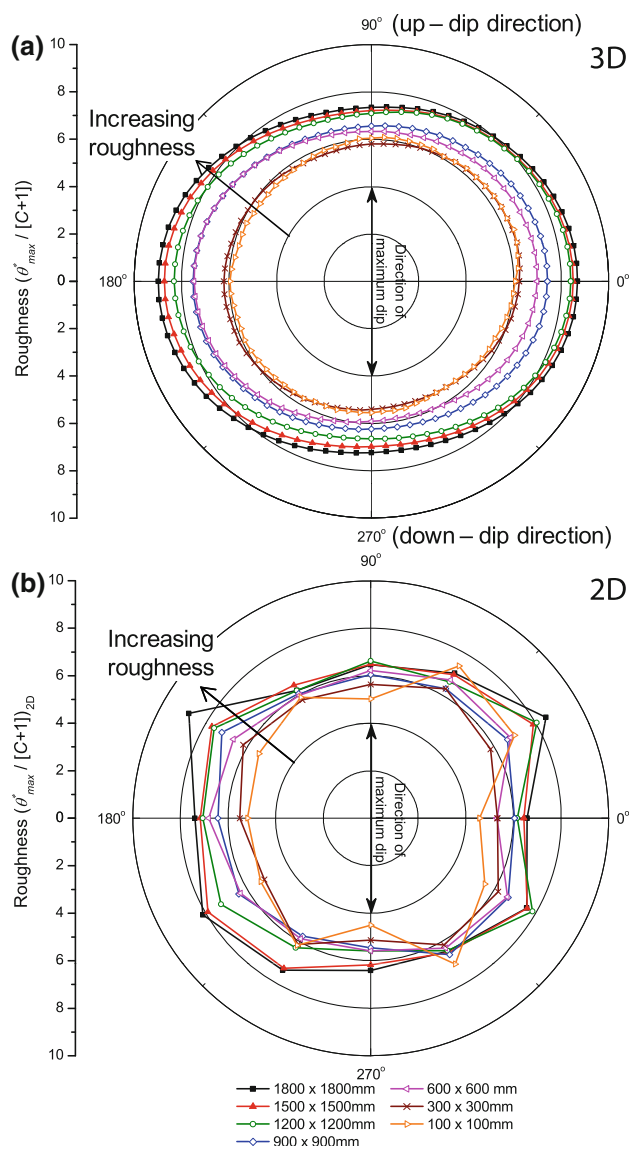 (a)
90° (up – dip direction)
3D
10
8
6
4
2
0
2
4
6
8
10
Roughness (θ*max / [C+1])
Increasing
roughness
Direction of
maximum dip
180°
0°
270° (down – dip direction)
(b)
90°
2D
10
8
6
4
2
0
2
4
6
8
10
Roughness (θ*max / [C+1])2D
Increasing
roughness
Direction of
maximum dip
180°
0°
270°
1800 x 1800mm
600 x 600 mm
1500 x 1500mm
300 x 300mm
1200 x 1200mm
100 x 100mm
900 x 900mm